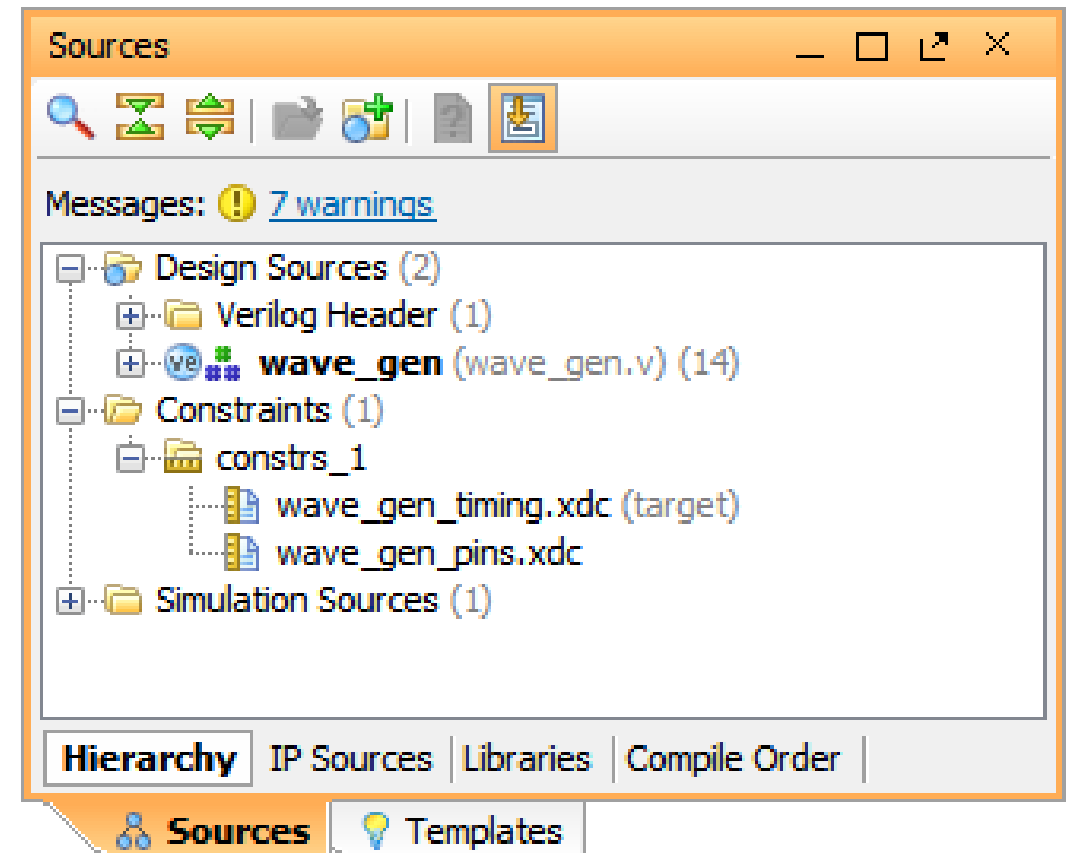 Sources
Messages: 7 warnings
Design Sources (2)
Verilog Header (1)
wave_gen (wave_gen.v) (14)
Constraints (1)
constrs_1
wave_gen_timing.xdc (target)
wave_gen_pins.xdc
Simulation Sources (1)
Hierarchy IP Sources Libraries Compile Order
Sources Templates